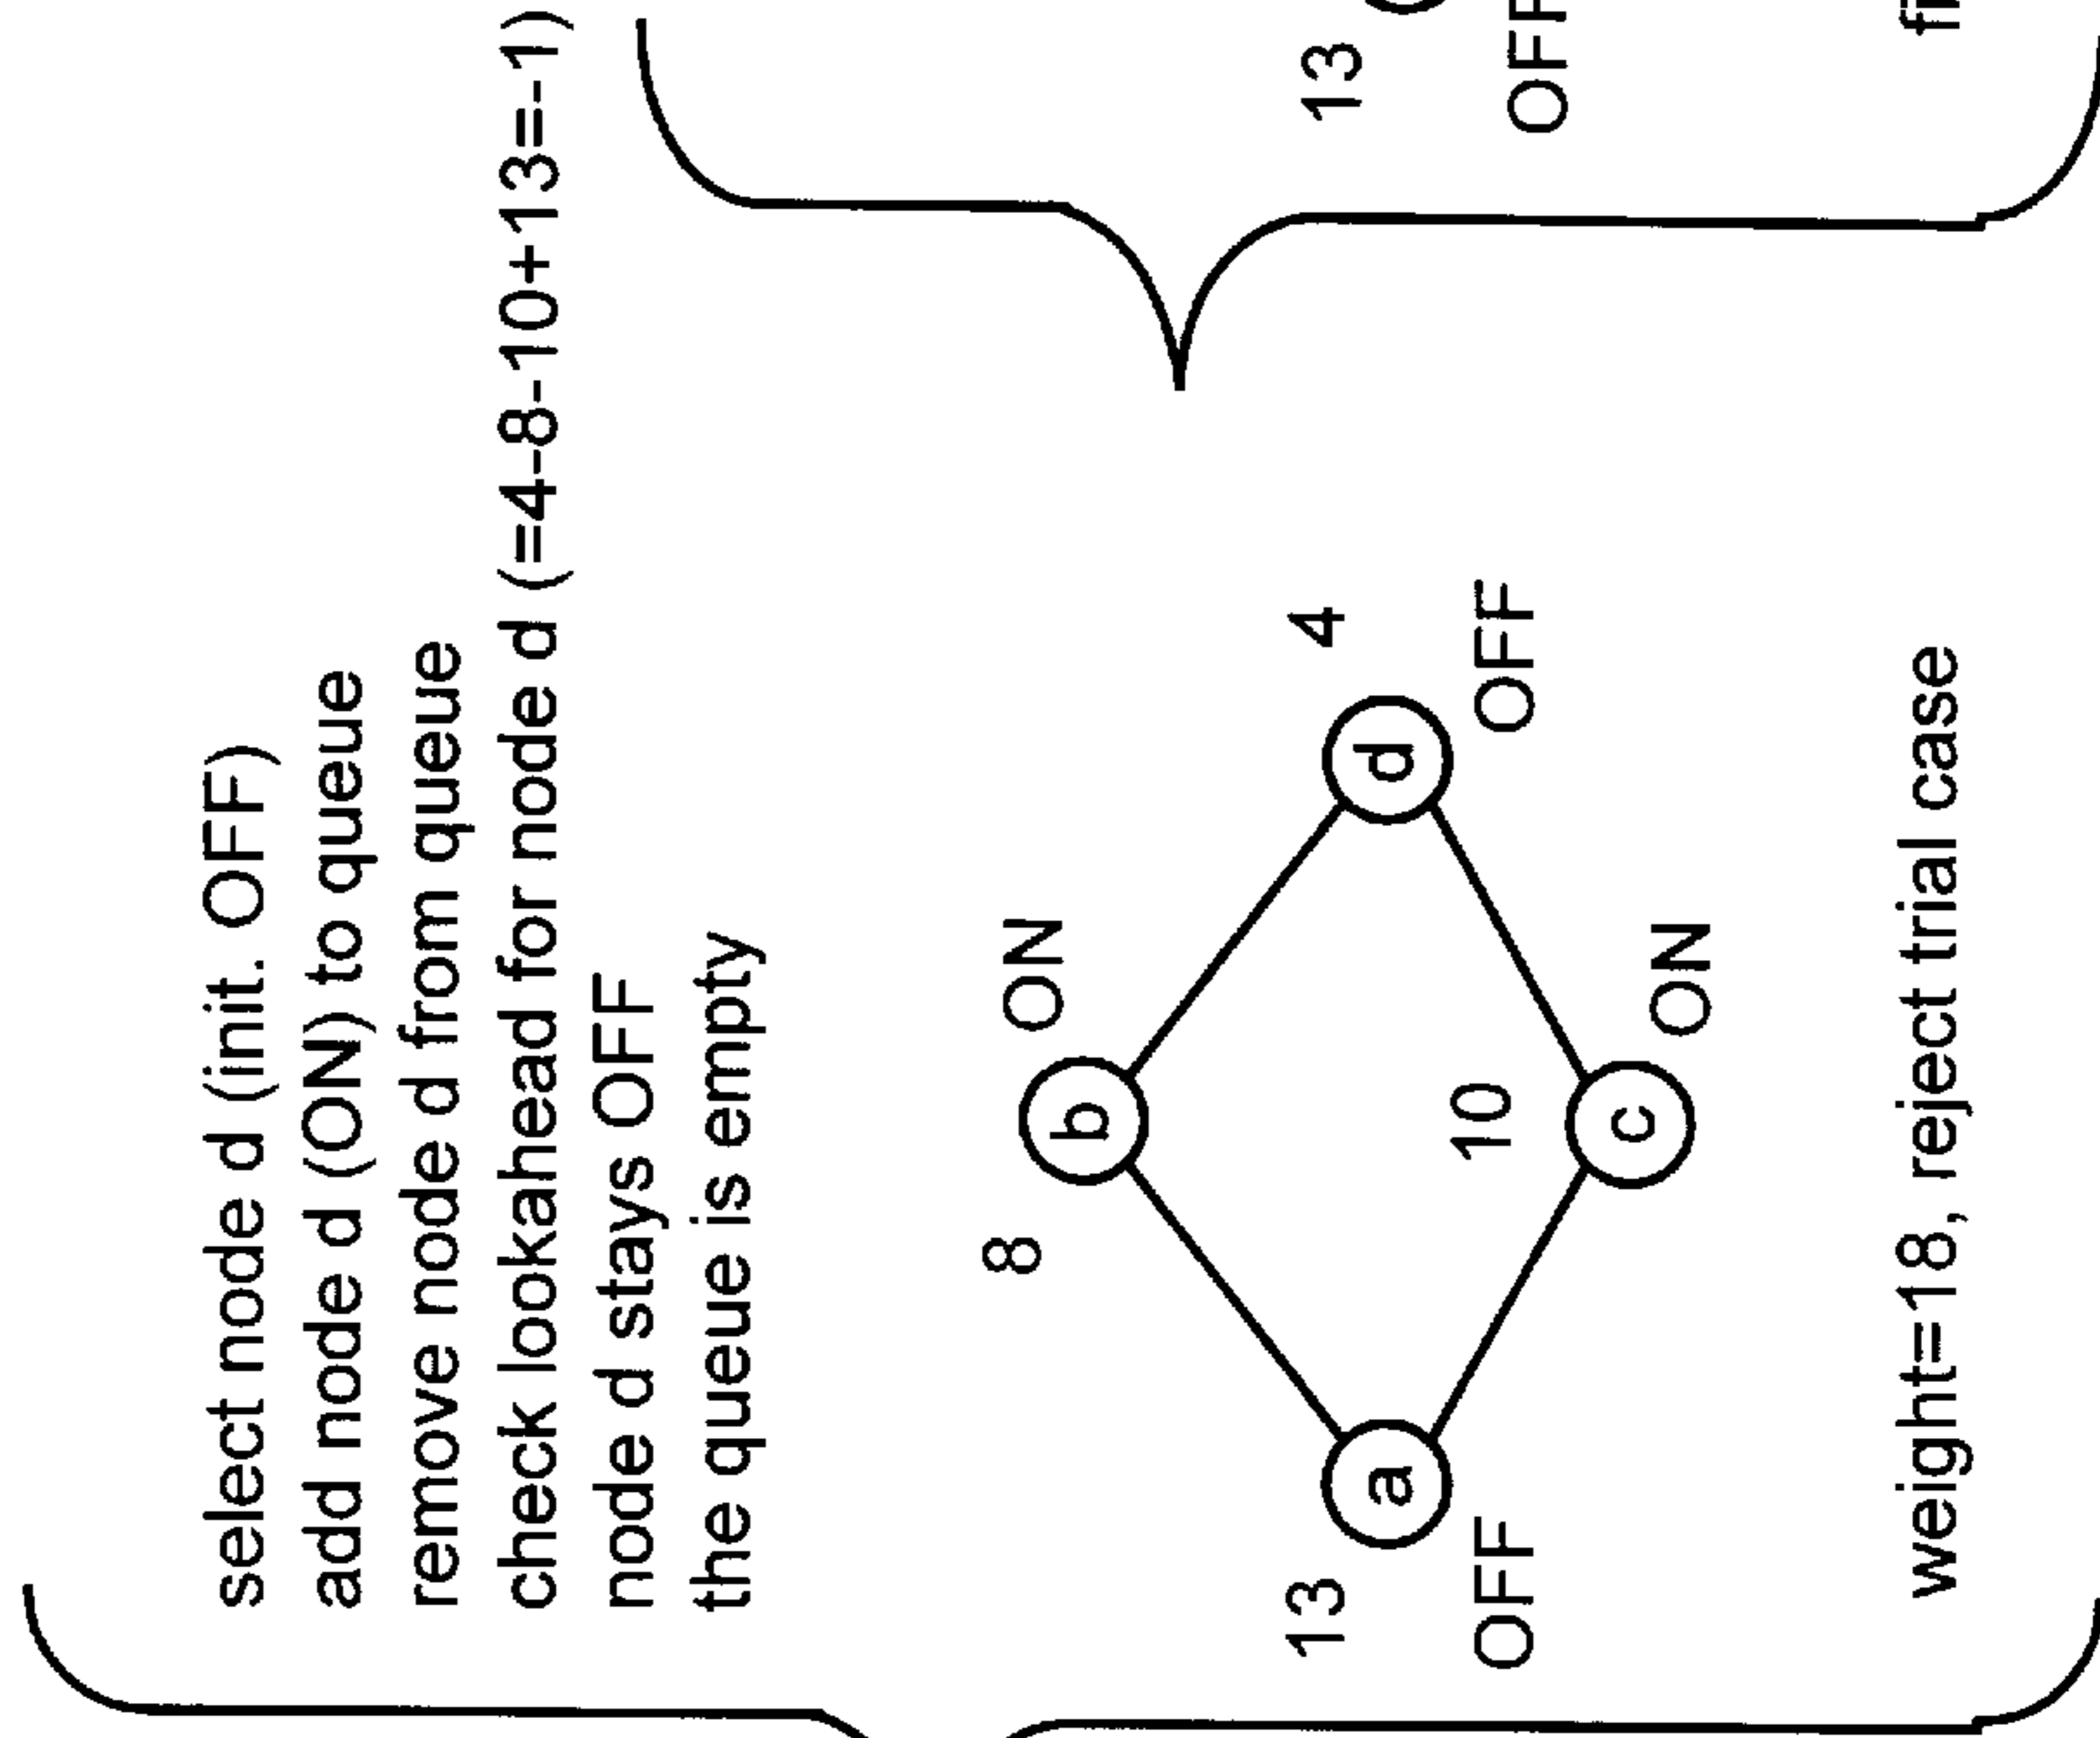 select node d (init. OFF)
add node d (ON) to queue
remove node d from queue
check lookahead for node d (=4-8-10+13=-1)
node d stays OFF
the queue is empty
8
b
ON
13
a
OFF
10
4
d
OFF
c
ON
weight=18, reject trial case
13
OFF